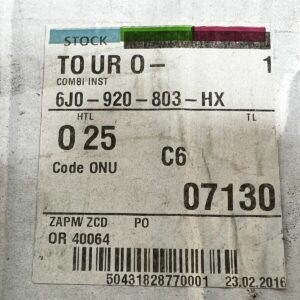 STOCK
TO UR 0- 1
COMBI INST
6J0-920-803-HX
HTL TL
0 25 C6
Code ONU
07130
ZAPM/ ZCD PO
OR 40064
50431828770001 23.02.2016